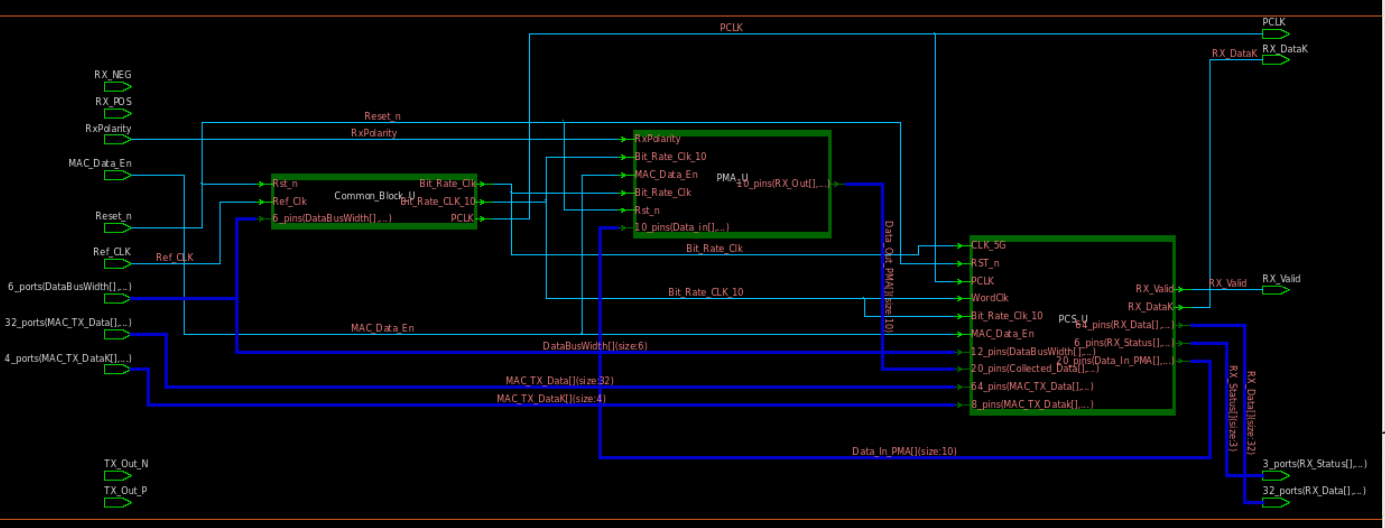 PCLK
PCLK
RX_DataK
RX_DataK
RX_NEG
RX_POS
RxPolarity
MAC_Data_En
Reset_n
Ref_CLK
6_ports(DataBusWidth[],...)
32_ports(MAC_TX_Data[],...)
4_ports(MAC_TX_DataK[],...)
TX_Out_N
TX_Out_P
Reset_n
RxPolarity
Ref_CLK
Rst_n
Ref_Clk
6_pins(DataBusWidth[],...)
Common_Block_U
Bit_Rate_Clk
Bit_Rate_CLK_10
PCLK
RxPolarity
Bit_Rate_Clk_10
MAC_Data_En
Bit_Rate_Clk
Rst_n
10_pins(Data_in[],...)
PMA_U
10_pins(RX_Out[],...)
Data_Out_PMA[](size:10)
Bit_Rate_Clk
Bit_Rate_CLK_10
MAC_Data_En
DataBusWidth[](size:6)
MAC_TX_Data[](size:32)
MAC_TX_DataK[](size:4)
Data_In_PMA[](size:10)
CLK_5G
RST_n
PCLK
WordClk
Bit_Rate_Clk_10
MAC_Data_En
12_pins(DataBusWidth[],...)
20_pins(Collected_Data[],...)
64_pins(MAC_TX_Data[],...)
8_pins(MAC_TX_Datak[],...)
PCS_U
RX_Valid
RX_DataK
64_pins(RX_Data[],...)
6_pins(RX_Status[],...)
20_pins(Data_In_PMA[],...)
RX_Valid
RX_Valid
RX_Status[](size:3)
RX_Data[](size:32)
3_ports(RX_Status[],...)
32_ports(RX_Data[],...)